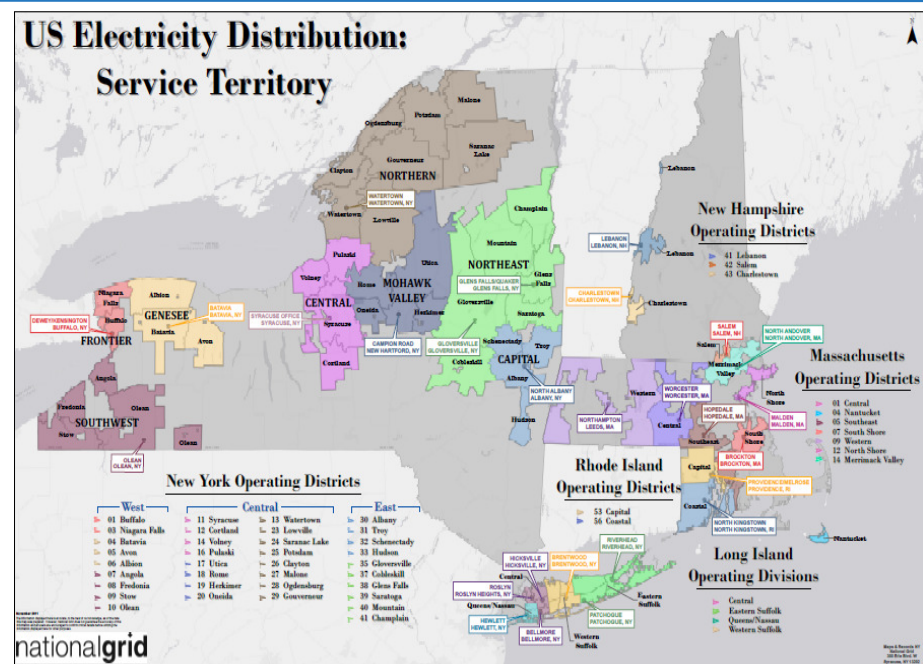 US Electricity Distribution:
Service Territory
Malone
Potsdam
Ogdensburg
Saranac
Lake
Gouverneur
Clayton
NORTHERN
WATERTOWN
WATERTOWN, NY
Watertown
Lowville
Champlain
Lebanon
New Hampshire
Operating Districts
41 Lebanon
42 Salem
43 Charlestown
LEBANON
LEBANON, NH
Lebanon
Mountain
NORTHEAST
Utica
Pulaski
Volney
Rome
MOHAWK
VALLEY
GLENS FALLS/QUAKER
GLENS FALLS, NY
Glens
Falls
Gloversville
CENTRAL
Oneida
Herkimer
Saratoga
CHARLESTOWN
CHARLESTOWN, NH
Charlestown
Niagara
Falls
Albion
GENESEE
BATAVIA
BATAVIA, NY
SYRACUSE OFFICE
SYRACUSE, NY
Syracuse
DEWEY/KENSINGTON
BUFFALO, NY
Buffalo
Batavia
Avon
FRONTIER
CAMPION ROAD
NEW HARTFORD, NY
GLOVERSVILLE
GLOVERSVILLE, NY
Schenectady
Troy
Cobleskill
CAPITAL
SALEM
SALEM, NH
NORTH ANDOVER
NORTH ANDOVER, MA
Salem
Merrimack
Valley
Massachusetts
Operating Districts
01 Central
04 Nantucket
05 Southeast
07 South Shore
09 Western
12 North Shore
14 Merrimack Valley
Cortland
Albany
NORTH ALBANY
ALBANY, NY
Western
WORCESTER
WORCESTER, MA
North
Shore
MALDEN
MALDEN, MA
Angola
Fredonia
Olean
SOUTHWEST
Stow
Olean
OLEAN
OLEAN, NY
Hudson
NORTHAMPTON
LEEDS, MA
Central
HOPEDALE
HOPEDALE, MA
Southeast
South
Shore
BROCKTON
BROCKTON, MA
Rhode Island
Operating Districts
53 Capital
56 Coastal
Capital
PROVIDENCE/MELROSE
PROVIDENCE, RI
Coastal
NORTH KINGSTOWN
NORTH KINGSTOWN, RI
Nantucket
New York Operating Districts
West
01 Buffalo
03 Niagara Falls
04 Batavia
05 Avon
06 Albion
07 Angola
08 Fredonia
09 Stow
10 Olean
Central
11 Syracuse
12 Cortland
14 Volney
16 Pulaski
17 Utica
18 Rome
19 Herkimer
20 Oneida
13 Watertown
23 Lowville
24 Saranac Lake
25 Potsdam
26 Clayton
27 Malone
28 Ogdensburg
29 Gouverneur
East
30 Albany
31 Troy
32 Schenectady
33 Hudson
35 Gloversville
37 Cobleskill
38 Glens Falls
39 Saratoga
40 Mountain
41 Champlain
RIVERHEAD
RIVERHEAD, NY
HICKSVILLE
HICKSVILLE, NY
BRENTWOOD
BRENTWOOD, NY
Central
ROSLYN
ROSLYN HEIGHTS, NY
Queens/Nassau
HEWLETT
HEWLETT, NY
BELLMORE
BELLMORE, NY
Western
Suffolk
PATCHOGUE
PATCHOGUE, NY
Eastern
Suffolk
Long Island
Operating Divisions
Central
Eastern Suffolk
Queens/Nassau
Western Suffolk
nationalgrid